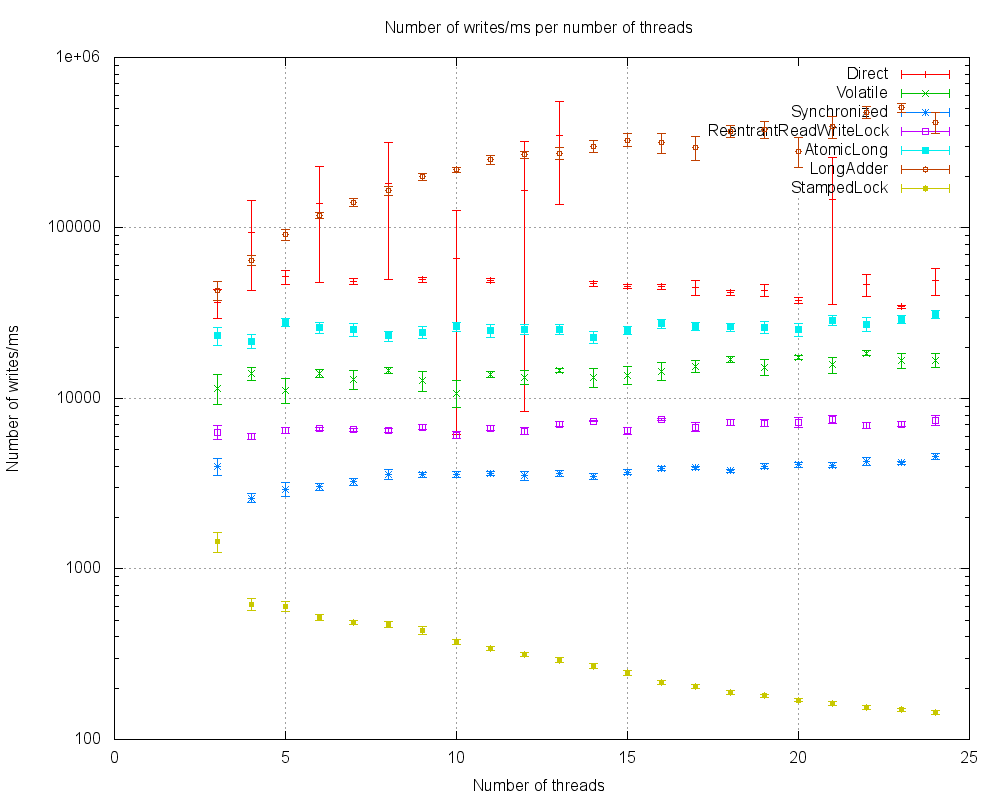 Number of writes/ms per number of threads
1e+06
100000
10000
1000
100
Number of writes/ms
Direct
Volatile
Synchronized
ReentrantReadWriteLock
AtomicLong
LongAdder
StampedLock
0 5 10 15 20 25
Number of threads